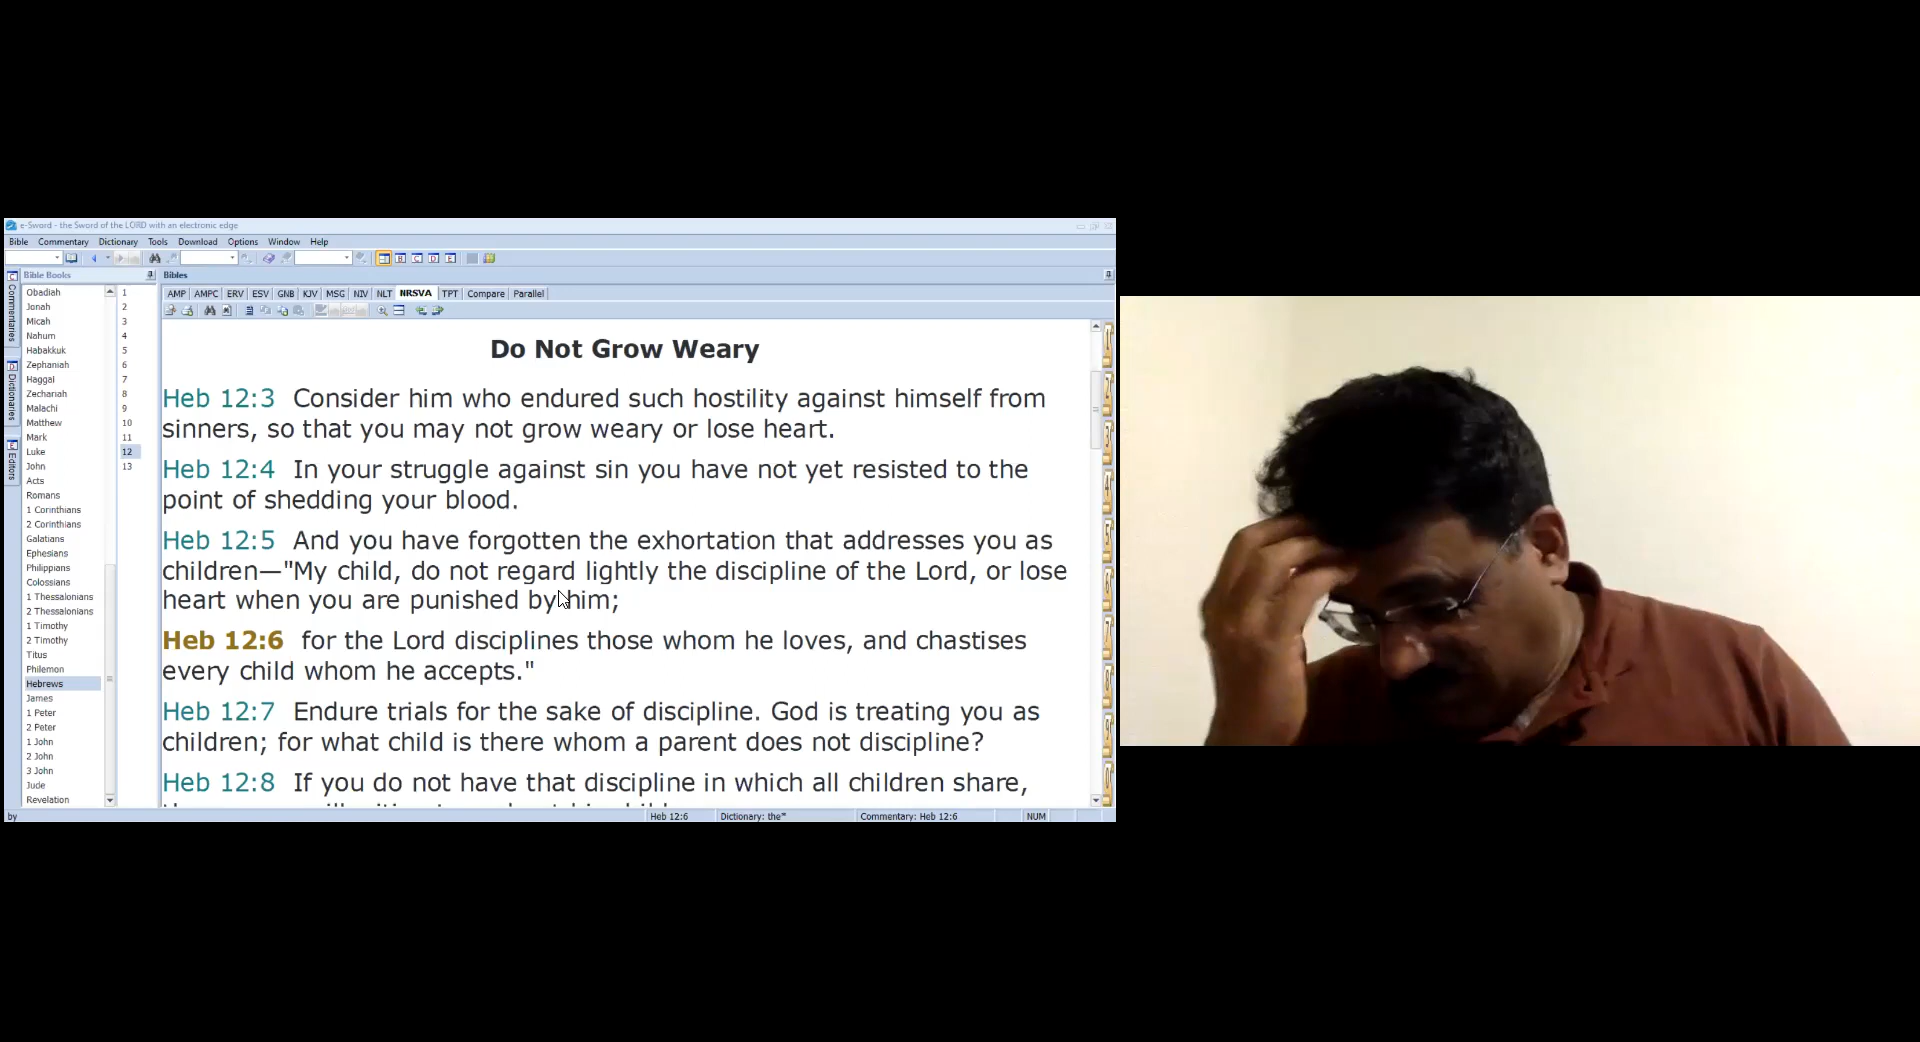 e-Sword - the Sword of the LORD with an electronic edge
Bible Commentary Dictionary Tools Download Options Window Help
Bible Books
Bibles
AMP AMPC ERV ESV GNB KJV MSG NIV NLT NRSVA TPT Compare Parallel
Commentaries
Dictionaries
Editors
Obadiah
Jonah
Micah
Nahum
Habakkuk
Zephaniah
Haggai
Zechariah
Malachi
Matthew
Mark
Luke
John
Acts
Romans
1 Corinthians
2 Corinthians
Galatians
Ephesians
Philippians
Colossians
1 Thessalonians
2 Thessalonians
1 Timothy
2 Timothy
Titus
Philemon
Hebrews
James
1 Peter
2 Peter
1 John
2 John
3 John
Jude
Revelation
1
2
3
4
5
6
7
8
9
10
11
12
13
Do Not Grow Weary
Heb 12:3 Consider him who endured such hostility against himself from
sinners, so that you may not grow weary or lose heart.
Heb 12:4 In your struggle against sin you have not yet resisted to the
point of shedding your blood.
Heb 12:5 And you have forgotten the exhortation that addresses you as
children—"My child, do not regard lightly the discipline of the Lord, or lose
heart when you are punished by him;
Heb 12:6 for the Lord disciplines those whom he loves, and chastises
every child whom he accepts."
Heb 12:7 Endure trials for the sake of discipline. God is treating you as
children; for what child is there whom a parent does not discipline?
Heb 12:8 If you do not have that discipline in which all children share,
by
Heb 12:6
Dictionary: the"
Commentary: Heb 12:6
NUM